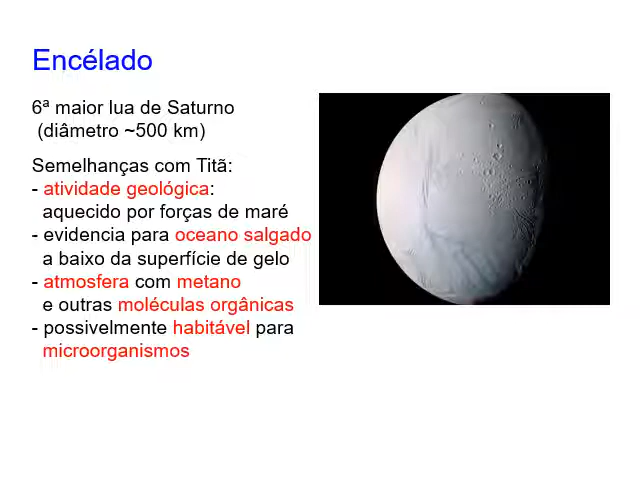 Encélado
6ª maior lua de Saturno
(diâmetro ~500 km)
Semelhanças com Titã:
- atividade geológica:
aquecido por forças de maré
- evidencia para oceano salgado
a baixo da superfície de gelo
- atmosfera com metano
e outras moléculas orgânicas
- possivelmente habitável para
microorganismos